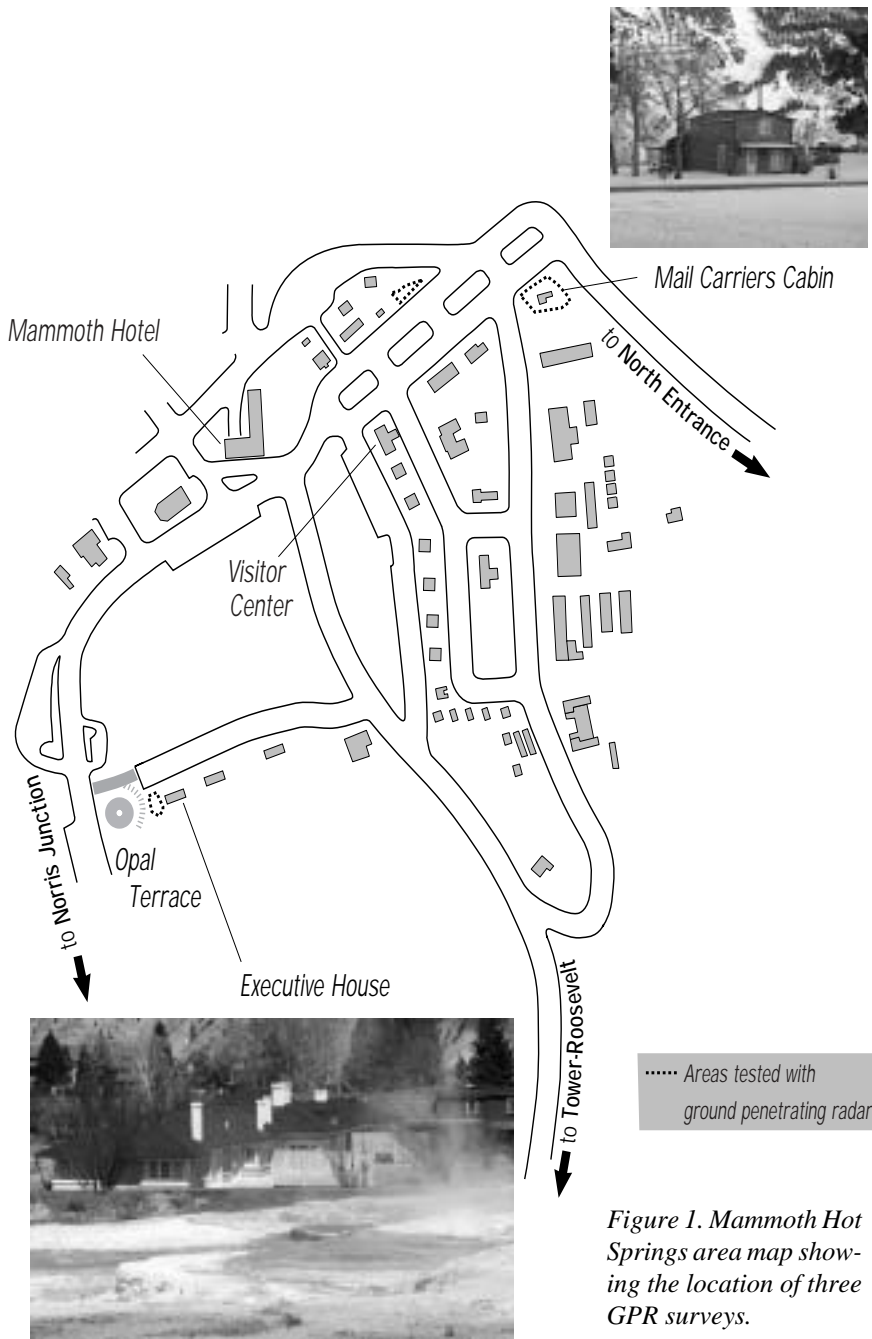 Mail Carriers Cabin
Mammoth Hotel
to North Entrance
Visitor
Center
to Norris Junction
Opal
Terrace
Executive House
to Tower-Roosevelt
Areas tested with
ground penetrating radar
Figure 1. Mammoth Hot
Springs area map show-
ing the location of three
GPR surveys.